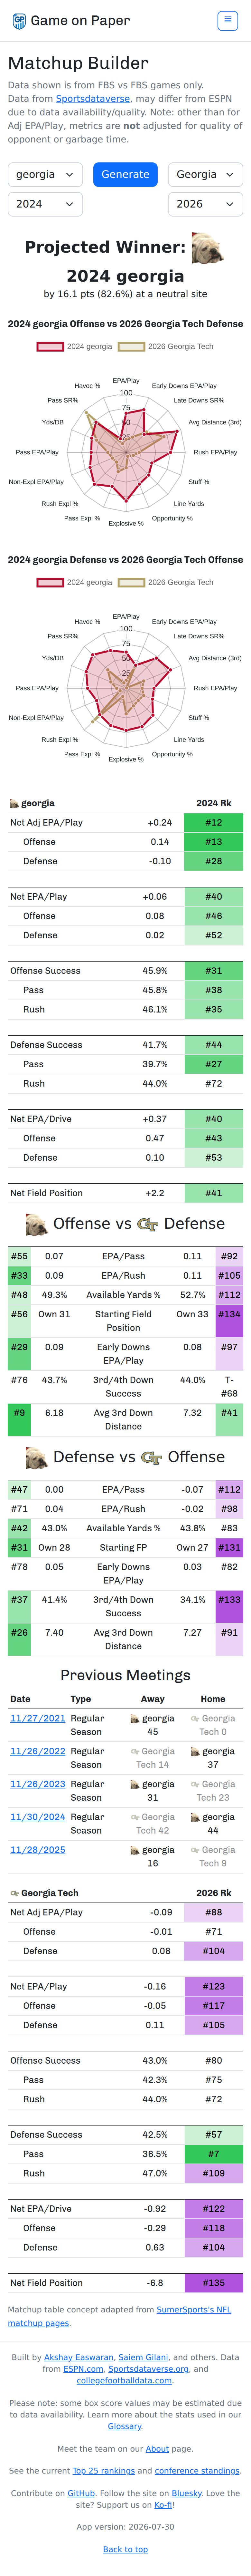 Game on Paper
Matchup Builder
Data shown is from FBS vs FBS games only.
Data from Sportsdataverse, may differ from ESPN
due to data availability/quality. Note: other than for
Adj EPA/Play, metrics are not adjusted for quality of
opponent or garbage time.
georgia
Generate
Georgia
2024
2026
Projected Winner:
2024 georgia
by 16.1 pts (82.6%) at a neutral site
2024 georgia Offense vs 2026 Georgia Tech Defense
2024 georgia 2026 Georgia Tech
EPA/Play
Havoc % Early Downs EPA/Play
Pass SR% Late Downs SR%
Yds/DB Avg Distance (3rd)
Pass EPA/Play Rush EPA/Play
Non-Expl EPA/Play Stuff %
Rush Expl % Line Yards
Pass Expl % Opportunity %
Explosive %
100
75
50
25
2024 georgia Defense vs 2026 Georgia Tech Offense
2024 georgia 2026 Georgia Tech
EPA/Play
Havoc % Early Downs EPA/Play
Pass SR% Late Downs SR%
Yds/DB Avg Distance (3rd)
Pass EPA/Play Rush EPA/Play
Non-Expl EPA/Play Stuff %
Rush Expl % Line Yards
Pass Expl % Opportunity %
Explosive %
100
75
50
25
georgia 2024 Rk
Net Adj EPA/Play +0.24 #12
Offense 0.14 #13
Defense -0.10 #28
Net EPA/Play +0.06 #40
Offense 0.08 #46
Defense 0.02 #52
Offense Success 45.9% #31
Pass 45.8% #38
Rush 46.1% #35
Defense Success 41.7% #44
Pass 39.7% #27
Rush 44.0% #72
Net EPA/Drive +0.37 #40
Offense 0.47 #43
Defense 0.10 #53
Net Field Position +2.2 #41
Offense vs GT Defense
#55 0.07 EPA/Pass 0.11 #92
#33 0.09 EPA/Rush 0.11 #105
#48 49.3% Available Yards % 52.7% #112
#56 Own 31 Starting Field Own 33 #134
Position
#29 0.09 Early Downs 0.08 #97
EPA/Play
#76 43.7% 3rd/4th Down 44.0% T-
Success #68
#9 6.18 Avg 3rd Down 7.32 #41
Distance
Defense vs GT Offense
#47 0.00 EPA/Pass -0.07 #112
#71 0.04 EPA/Rush -0.02 #98
#42 43.0% Available Yards % 43.8% #83
#31 Own 28 Starting FP Own 27 #131
#78 0.05 Early Downs 0.03 #82
EPA/Play
#37 41.4% 3rd/4th Down 34.1% #133
Success
#26 7.40 Avg 3rd Down 7.27 #91
Distance
Previous Meetings
Date Type Away Home
11/27/2021 Regular georgia Georgia
Season 45 Tech 0
11/26/2022 Regular Georgia georgia
Season Tech 14 37
11/26/2023 Regular georgia Georgia
Season 31 Tech 23
11/30/2024 Regular Georgia georgia
Season Tech 42 44
11/28/2025 georgia Georgia
16 Tech 9
Georgia Tech 2026 Rk
Net Adj EPA/Play -0.09 #88
Offense -0.01 #71
Defense 0.08 #104
Net EPA/Play -0.16 #123
Offense -0.05 #117
Defense 0.11 #105
Offense Success 43.0% #80
Pass 42.3% #75
Rush 44.0% #72
Defense Success 42.5% #57
Pass 36.5% #7
Rush 47.0% #109
Net EPA/Drive -0.92 #122
Offense -0.29 #118
Defense 0.63 #104
Net Field Position -6.8 #135
Matchup table concept adapted from SumerSports's NFL
matchup pages.
Built by Akshay Easwaran, Saiem Gilani, and others. Data
from ESPN.com, Sportsdataverse.org, and
collegefootballdata.com.
Please note: some box score values may be estimated due
to data availability. Learn more about the stats used in our
Glossary.
Meet the team on our About page.
See the current Top 25 rankings and conference standings.
Contribute on GitHub. Follow the site on Bluesky. Love the
site? Support us on Ko-fi!
App version: 2026-07-30
Back to top